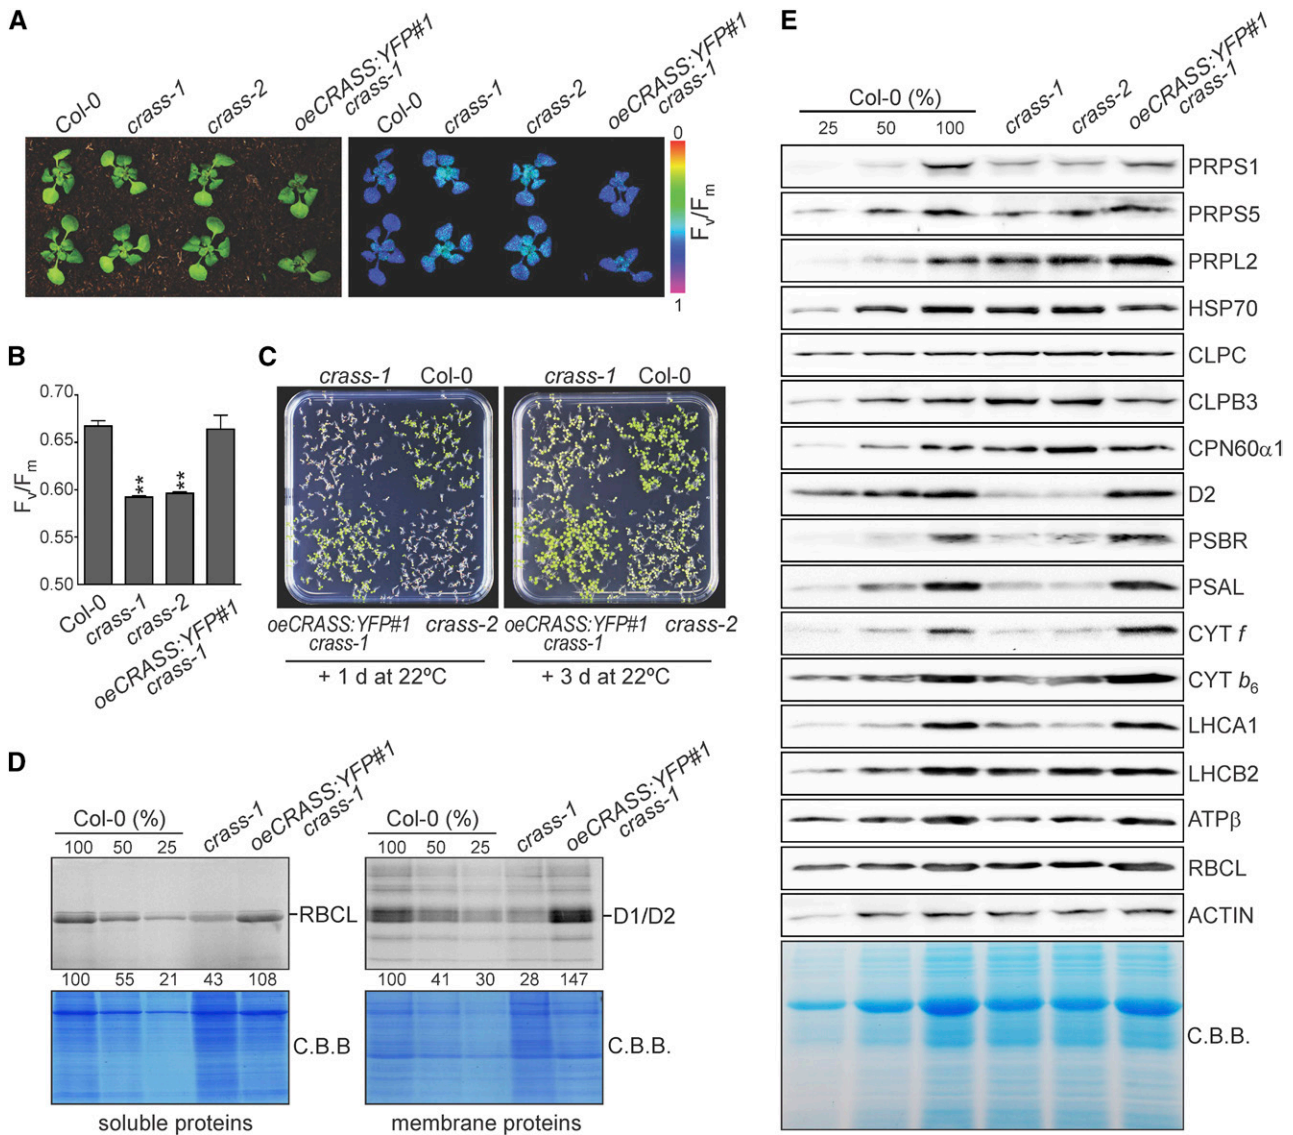 A
Col-0
crass-1
crass-2
oeCRASS:YFP#1
crass-1
Col-0
crass-1
crass-2
oeCRASS:YFP#1
crass-1
0
Fv/Fm
1
B
0.70
0.65
0.60
0.55
0.50
Fv/Fm
**
**
Col-0
crass-1
crass-2
oeCRASS:YFP#1
crass-1
C
crass-1 Col-0
crass-1 Col-0
oeCRASS:YFP#1
crass-1
crass-2
oeCRASS:YFP#1
crass-1
crass-2
+ 1 d at 22ºC
+ 3 d at 22ºC
D
Col-0 (%)
100 50 25
crass-1
oeCRASS:YFP#1
crass-1
RBCL
100 55 21 43 108
C.B.B
soluble proteins
Col-0 (%)
100 50 25
crass-1
oeCRASS:YFP#1
crass-1
D1/D2
100 41 30 28 147
C.B.B.
membrane proteins
E
Col-0 (%)
25 50 100
crass-1
crass-2
oeCRASS:YFP#1
crass-1
PRPS1
PRPS5
PRPL2
HSP70
CLPC
CLPB3
CPN60α1
D2
PSBR
PSAL
CYT f
CYT b6
LHCA1
LHCB2
ATPβ
RBCL
ACTIN
C.B.B.